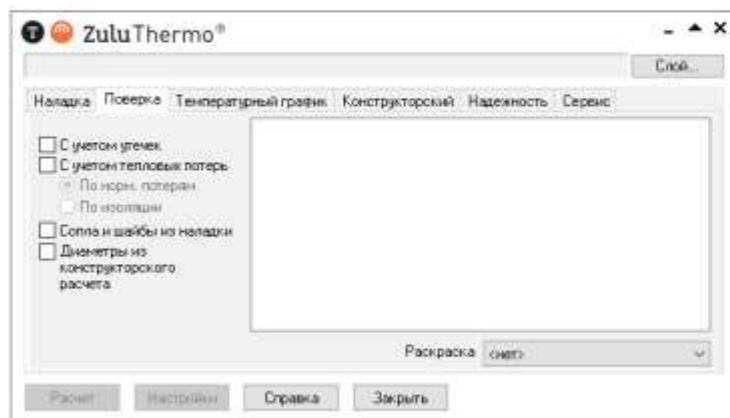 ZuluThermo®
Слой...
Наладка Поверка Температурный график Конструкторский Надежность Сервис
С учетом утечек
С учетом тепловых потерь
По норм. потерям
По изоляции
Сопла и шайбы из наладки
Диаметры из
конструкторского
расчета
Раскраска <нет>
Расчет Настройки Справка Закрыть